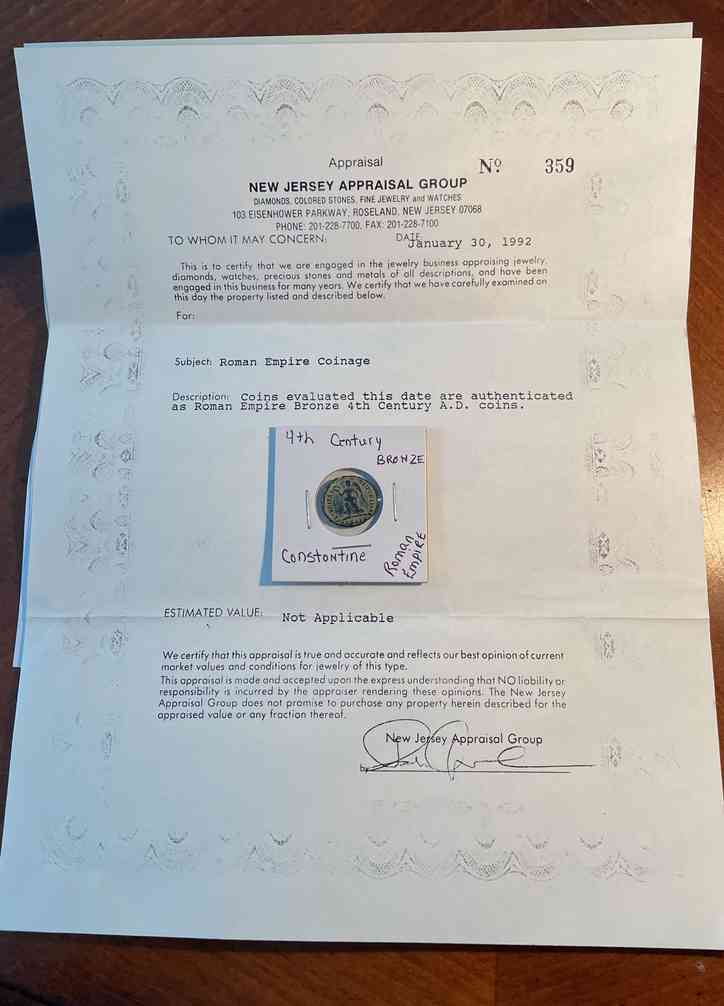 Appraisal
Nº 359
NEW JERSEY APPRAISAL GROUP
DIAMONDS, COLORED STONES, FINE JEWELRY and WATCHES
103 EISENHOWER PARKWAY, ROSELAND, NEW JERSEY 07068
PHONE: 201-228-7700, FAX: 201-228-7100
TO WHOM IT MAY CONCERN: DATE January 30, 1992
This is to certify that we are engaged in the jewelry business appraising jewelry,
diamonds, watches, precious stones and metals of all descriptions, and have been
engaged in this business for many years. We certify that we have carefully examined on
this day the property listed and described below.
For:
Subject: Roman Empire Coinage
Description: Coins evaluated this date are authenticated
as Roman Empire Bronze 4th Century A.D. coins.
4th Century
BRONZE
Constontine
Roman
EmpiRE
ESTIMATED VALUE: Not Applicable
We certify that this appraisal is true and accurate and reflects our best opinion of current
market values and conditions for jewelry of this type.
This appraisal is made and accepted upon the express understanding that NO liability or
responsibility is incurred by the appraiser rendering these opinions. The New Jersey
Appraisal Group does not promise to purchase any property herein described for the
appraised value or any fraction thereof.
New Jersey Appraisal Group
by